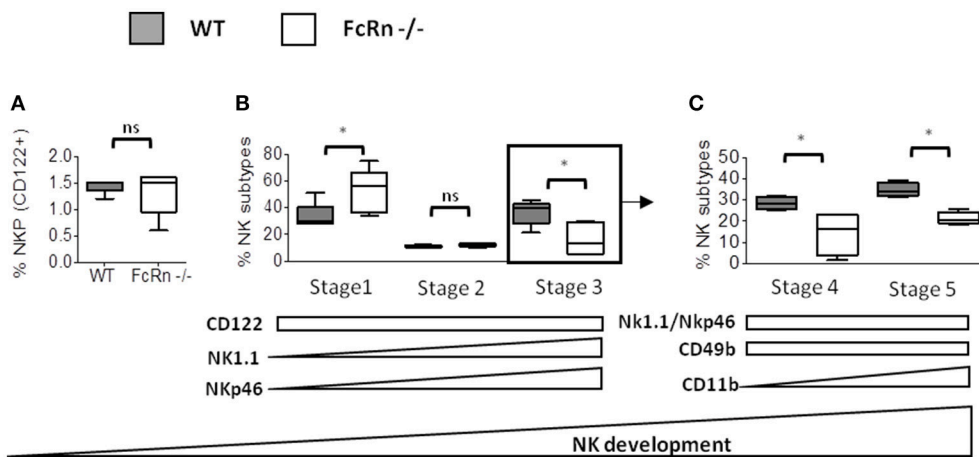 WT
FcRn -/-
A
B
C
% NKP (CD122+)
ns
2.0
1.5
1.0
0.5
0.0
WT
FcRn -/-
% NK subtypes
*
ns
*
80
60
40
20
0
Stage1
Stage 2
Stage 3
% NK subtypes
*
*
50
40
30
20
10
0
Stage 4
Stage 5
CD122
NK1.1
NKp46
Nk1.1/Nkp46
CD49b
CD11b
NK development